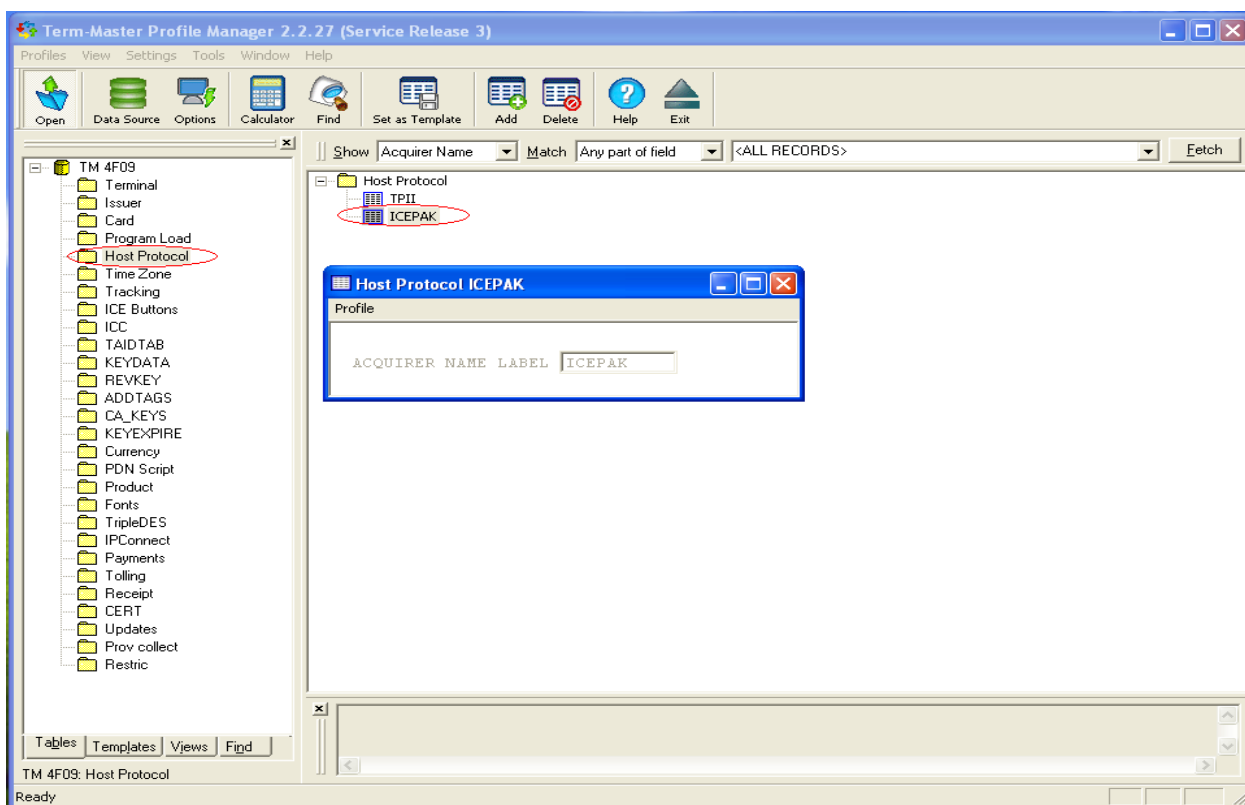 Term-Master Profile Manager 2.2.27 (Service Release 3)
Profiles View Settings Tools Window Help
Open Data Source Options Calculator Find Set as Template Add Delete Help Exit
Show Acquirer Name Match Any part of field <ALL RECORDS> Fetch
TM 4F09
Terminal
Issuer
Card
Program Load
Host Protocol
Time Zone
Tracking
ICE Buttons
ICC
TAIDTAB
KEYDATA
REVKEY
ADDTAGS
CA_KEYS
KEYEXPIRE
Currency
PDN Script
Product
Fonts
TripleDES
IPConnect
Payments
Tolling
Receipt
CERT
Updates
Prov collect
Restric
Tables Templates Views Find
TM 4F09: Host Protocol
Host Protocol
TPII
ICEPAK
Host Protocol ICEPAK
Profile
ACQUIRER NAME LABEL ICEPAK
Ready